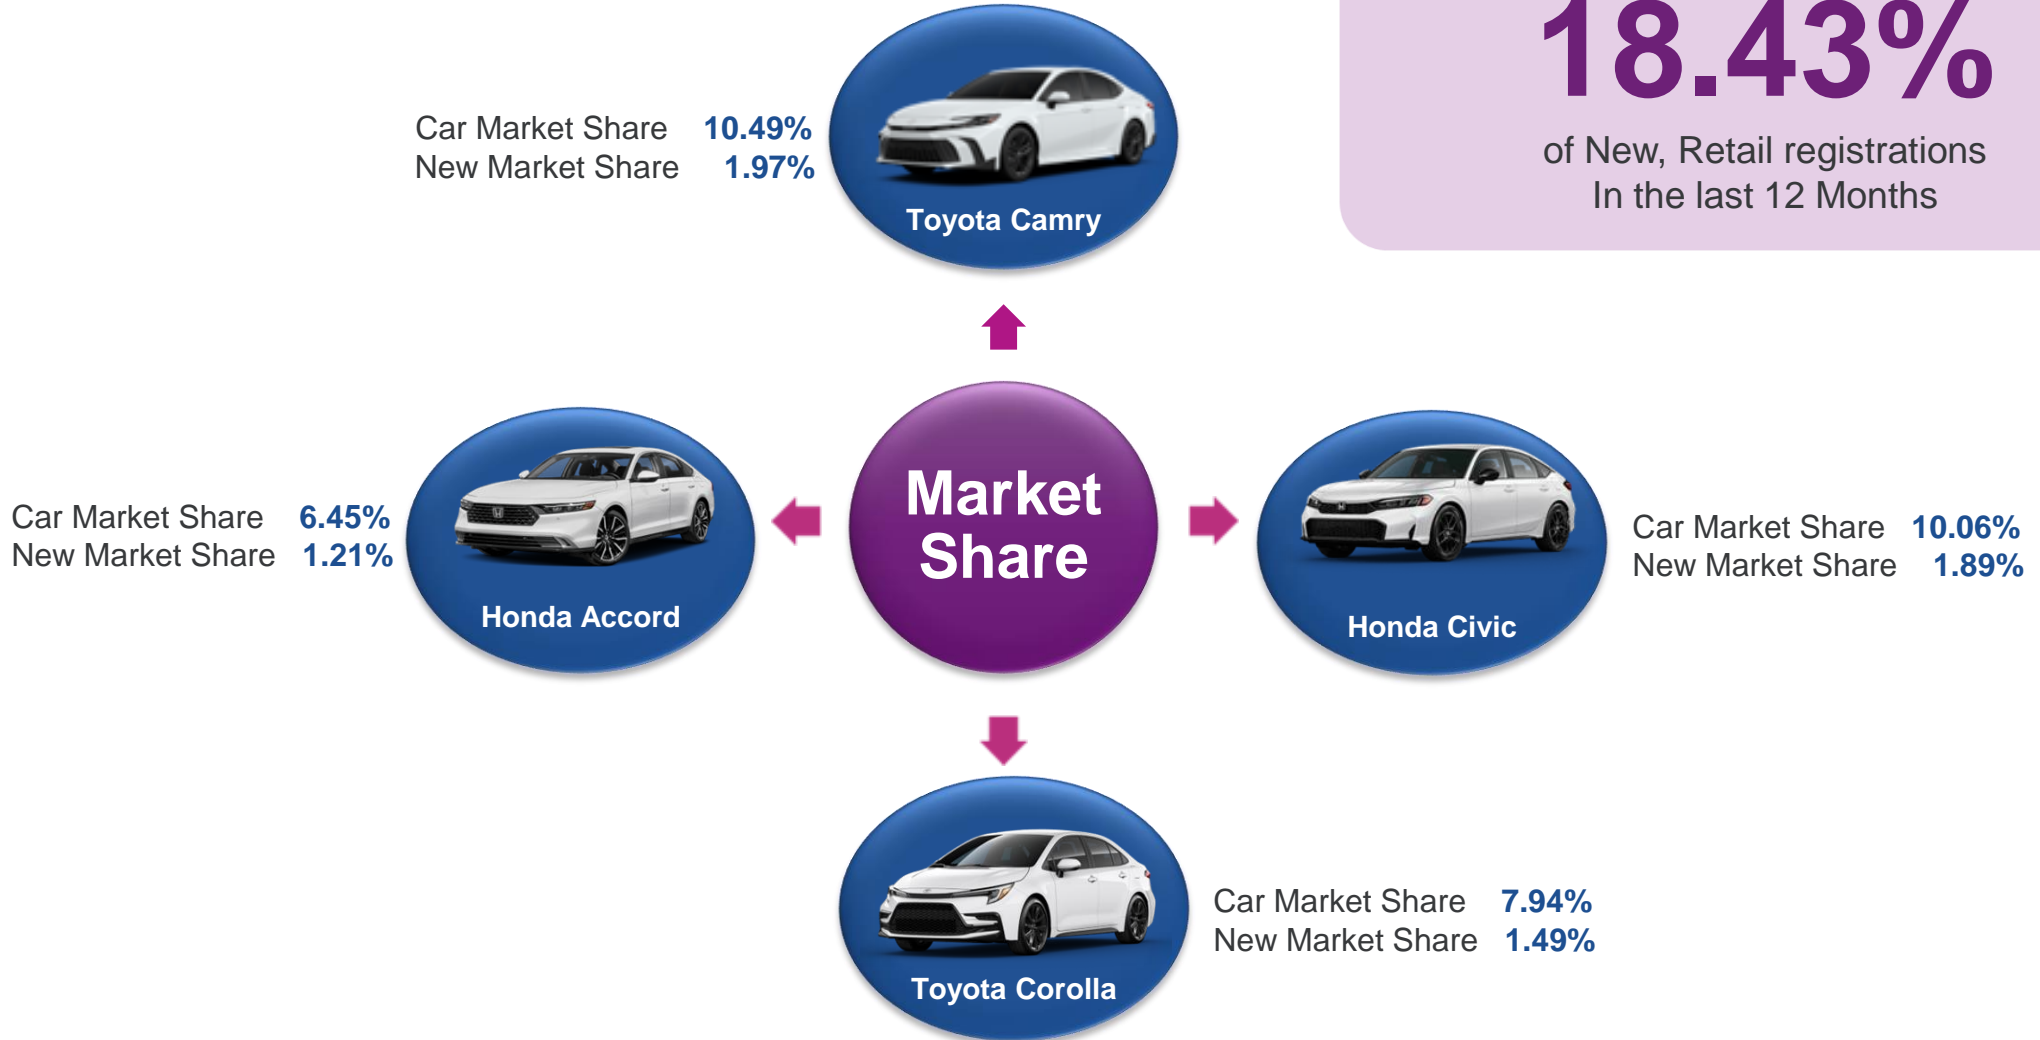 18.43%
of New, Retail registrations
In the last 12 Months
Car Market Share 10.49%
New Market Share 1.97%
Toyota Camry
Market
Share
Car Market Share 6.45%
New Market Share 1.21%
Honda Accord
Honda Civic
Car Market Share 10.06%
New Market Share 1.89%
Car Market Share 7.94%
New Market Share 1.49%
Toyota Corolla